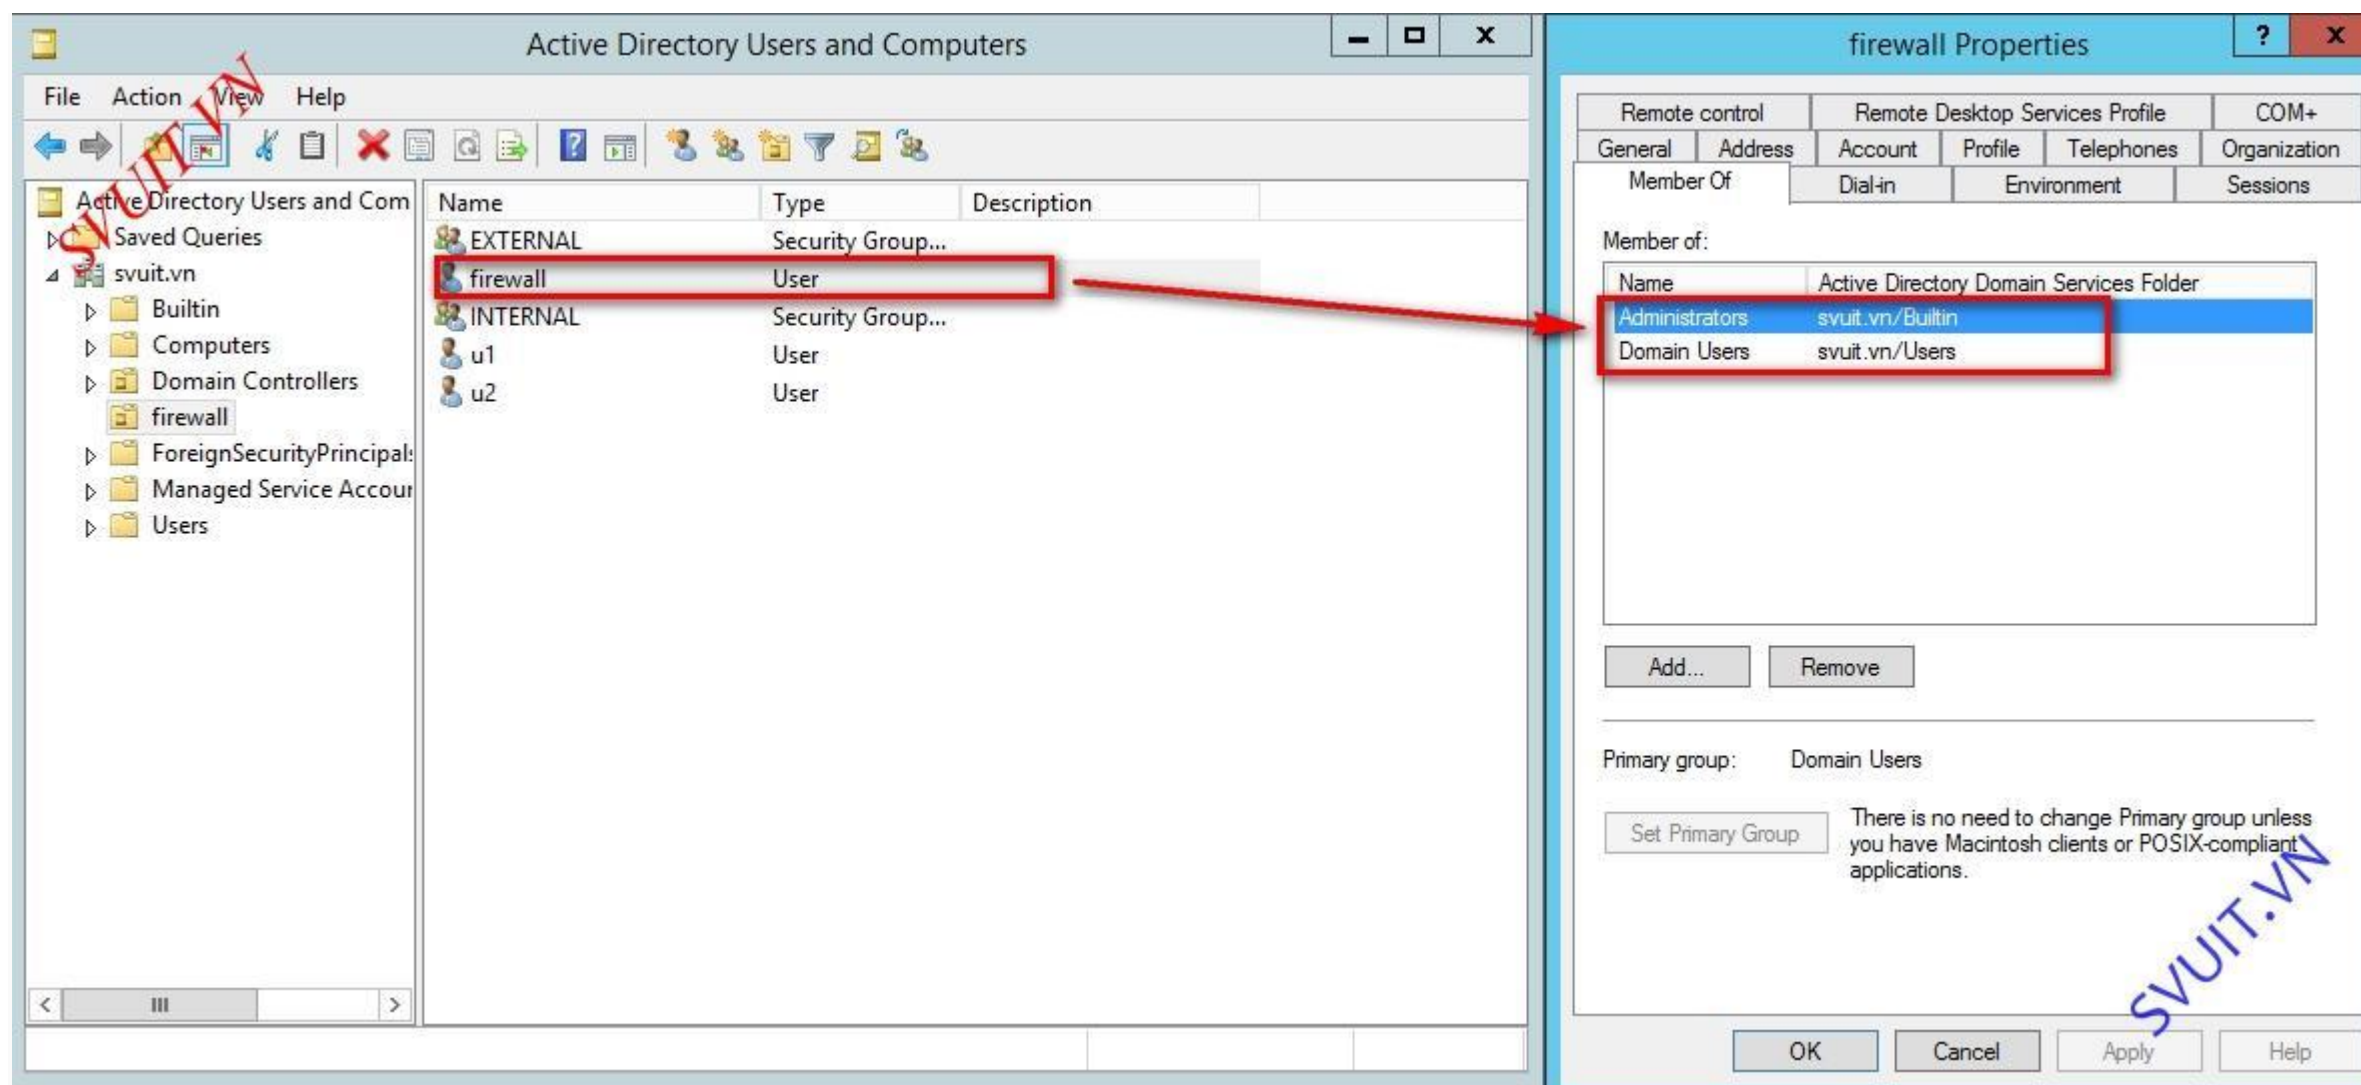 Active Directory Users and Computers
File Action View Help
Active Directory Users and Com
Saved Queries
svuit.vn
Builtin
Computers
Domain Controllers
firewall
ForeignSecurityPrincipals
Managed Service Accour
Users
Name Type Description
EXTERNAL Security Group...
firewall User
INTERNAL Security Group...
u1 User
u2 User
SVUIT.VN
firewall Properties
Remote control Remote Desktop Services Profile COM+
General Address Account Profile Telephones Organization
Member Of Dial-in Environment Sessions
Member of:
Name Active Directory Domain Services Folder
Administrators svuit.vn/Builtin
Domain Users svuit.vn/Users
Add... Remove
Primary group: Domain Users
Set Primary Group
There is no need to change Primary group unless
you have Macintosh clients or POSIX-compliant
applications.
SVUIT.VN
OK Cancel Apply Help